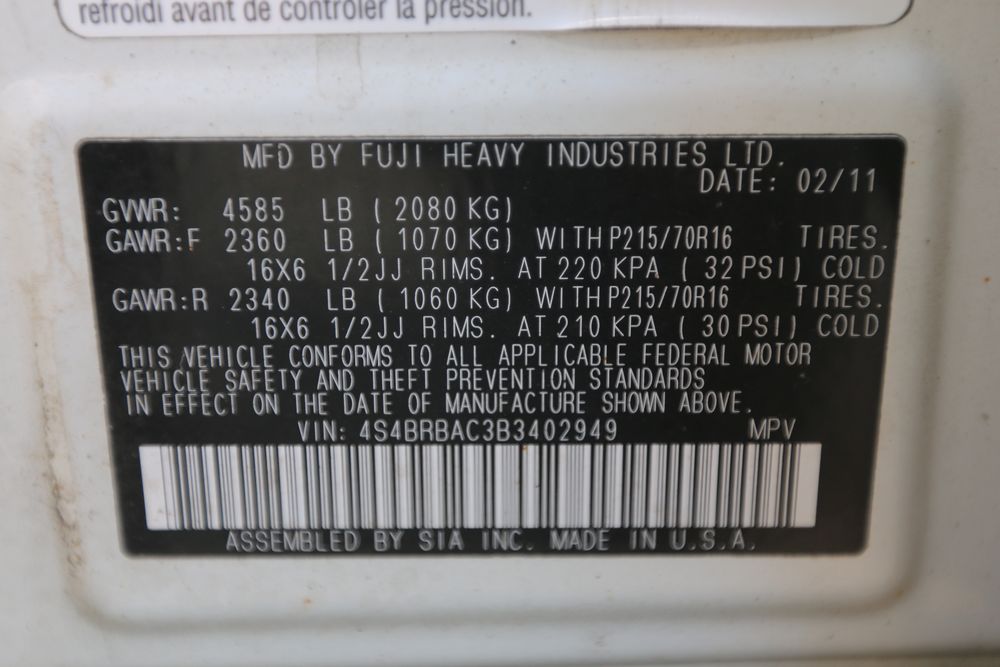 refroidi avant de contrôler la pression.
MFD BY FUJI HEAVY INDUSTRIES LTD.
DATE: 02/11
GVWR: 4585 LB ( 2080 KG)
GAWR:F 2360 LB ( 1070 KG) WITH P215/70R16 TIRES.
16X6 1/2JJ RIMS. AT 220 KPA ( 32 PSI) COLD
GAWR:R 2340 LB ( 1060 KG) WITH P215/70R16 TIRES.
16X6 1/2JJ RIMS. AT 210 KPA ( 30 PSI) COLD
THIS VEHICLE CONFORMS TO ALL APPLICABLE FEDERAL MOTOR
VEHICLE SAFETY AND THEFT PREVENTION STANDARDS
IN EFFECT ON THE DATE OF MANUFACTURE SHOWN ABOVE.
VIN: 4S4BRBAC3B3402949 MPV
ASSEMBLED BY SIA INC. MADE IN U.S.A.